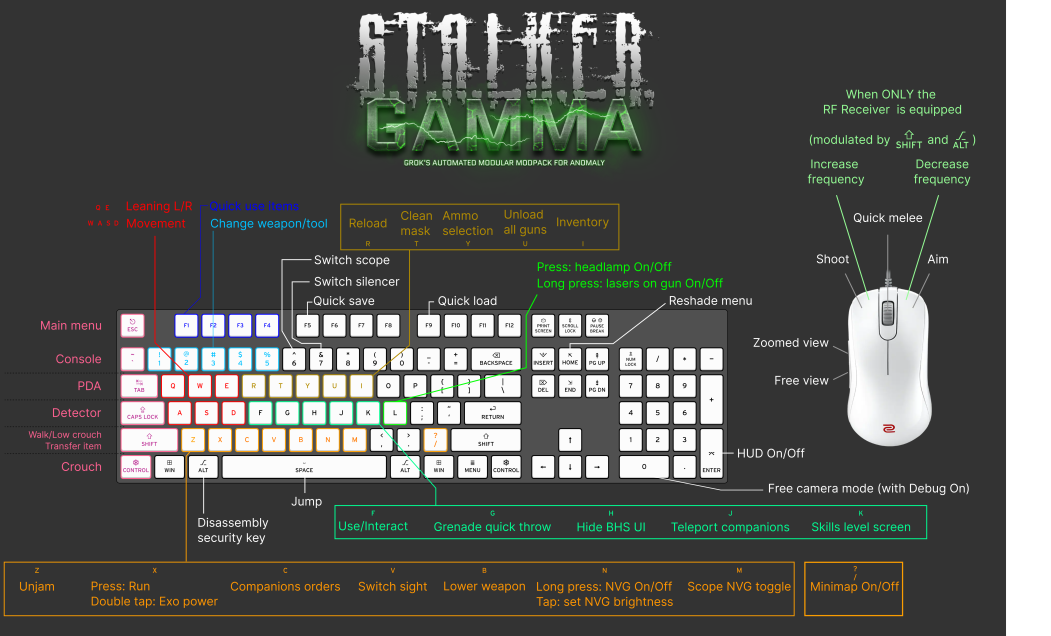 S.T.A.L.K.E.R
GAMMA
GROK'S AUTOMATED MODULAR MODPACK FOR ANOMALY
When ONLY the
RF Receiver is equipped
(modulated by SHIFT and ALT )
Increase
frequency
Decrease
frequency
Quick melee
Shoot
Aim
Zoomed view
Free view
Q E Leaning L/R
W A S D Movement
Quick use items
Change weapon/tool
Reload
R
Clean
mask
T
Ammo
selection
Y
Unload
all guns
U
Inventory
I
Switch scope
Switch silencer
Quick save
Quick load
Press: headlamp On/Off
Long press: lasers on gun On/Off
Reshade menu
Main menu
Console
PDA
Detector
Walk/Low crouch
Transfer item
Crouch
ESC F1 F2 F3 F4 F5 F6 F7 F8 F9 F10 F11 F12 PRINT SCREEN SCROLL LOCK PAUSE BREAK
~ ` ! 1 @ 2 # 3 $ 4 % 5 ^ 6 & 7 * 8 ( 9 ) 0 _ - + = BACKSPACE INSERT HOME PG UP NUM LOCK / * -
TAB Q W E R T Y U I O P { [ } ] | \ DEL END PG DN 7 8 9 +
CAPS LOCK A S D F G H J K L : ; " ' RETURN 4 5 6
SHIFT Z X C V B N M < , > . ? / SHIFT ↑ 1 2 3
CONTROL WIN ALT SPACE ALT WIN MENU CONTROL ← ↓ → 0 . ENTER
HUD On/Off
Free camera mode (with Debug On)
Jump
Disassembly
security key
F
Use/Interact
G
Grenade quick throw
H
Hide BHS UI
J
Teleport companions
K
Skills level screen
Z
Unjam
X
Press: Run
Double tap: Exo power
C
Companions orders
V
Switch sight
B
Lower weapon
N
Long press: NVG On/Off
Tap: set NVG brightness
M
Scope NVG toggle
?
/
Minimap On/Off